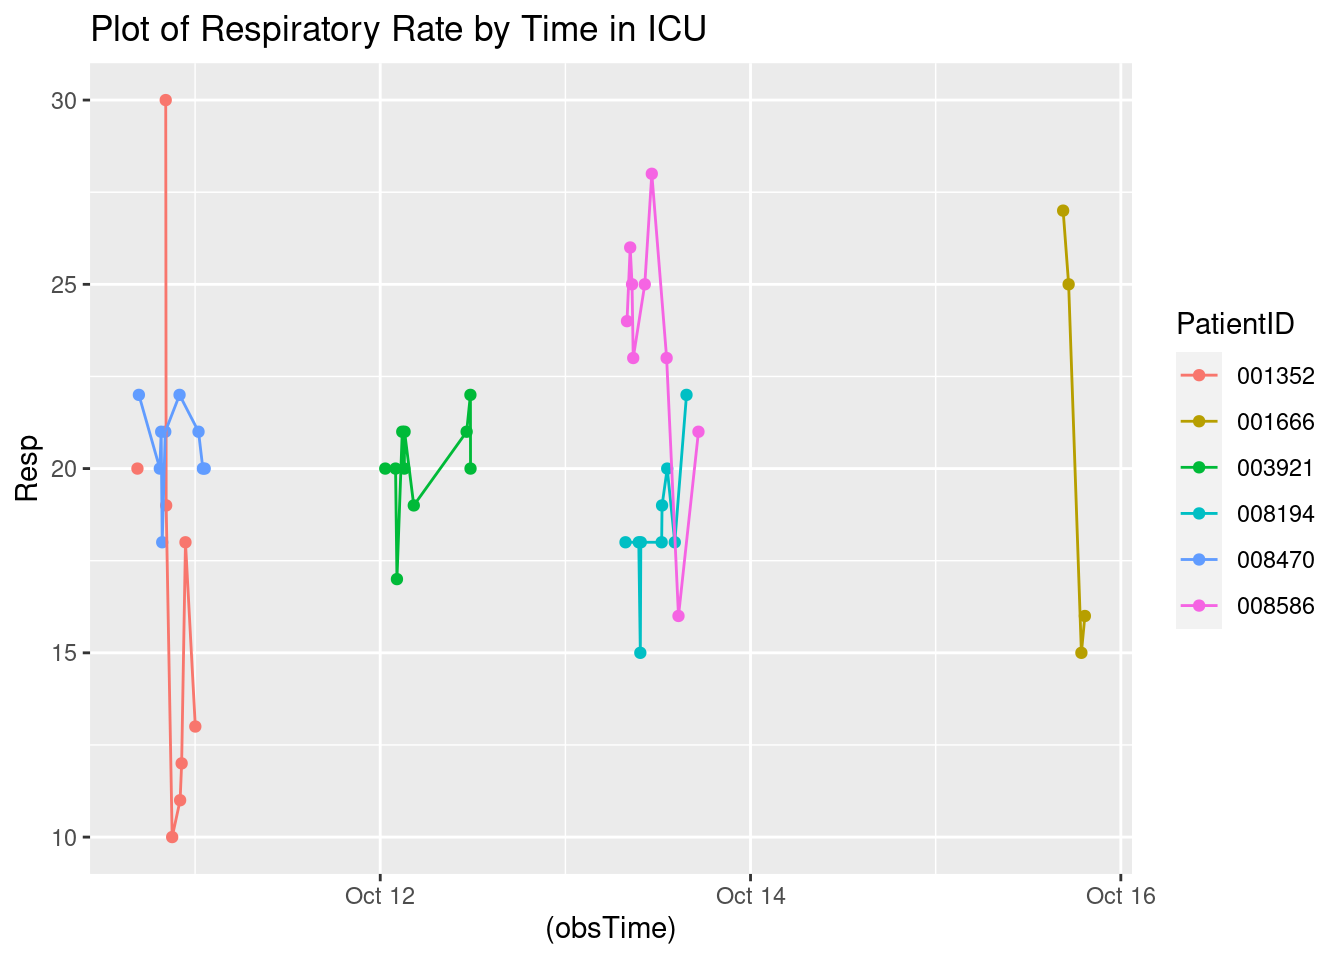 Plot of Respiratory Rate by Time in ICU
Resp
30
25
20
15
10
Oct 12
Oct 14
Oct 16
(obsTime)
PatientID
001352
001666
003921
008194
008470
008586